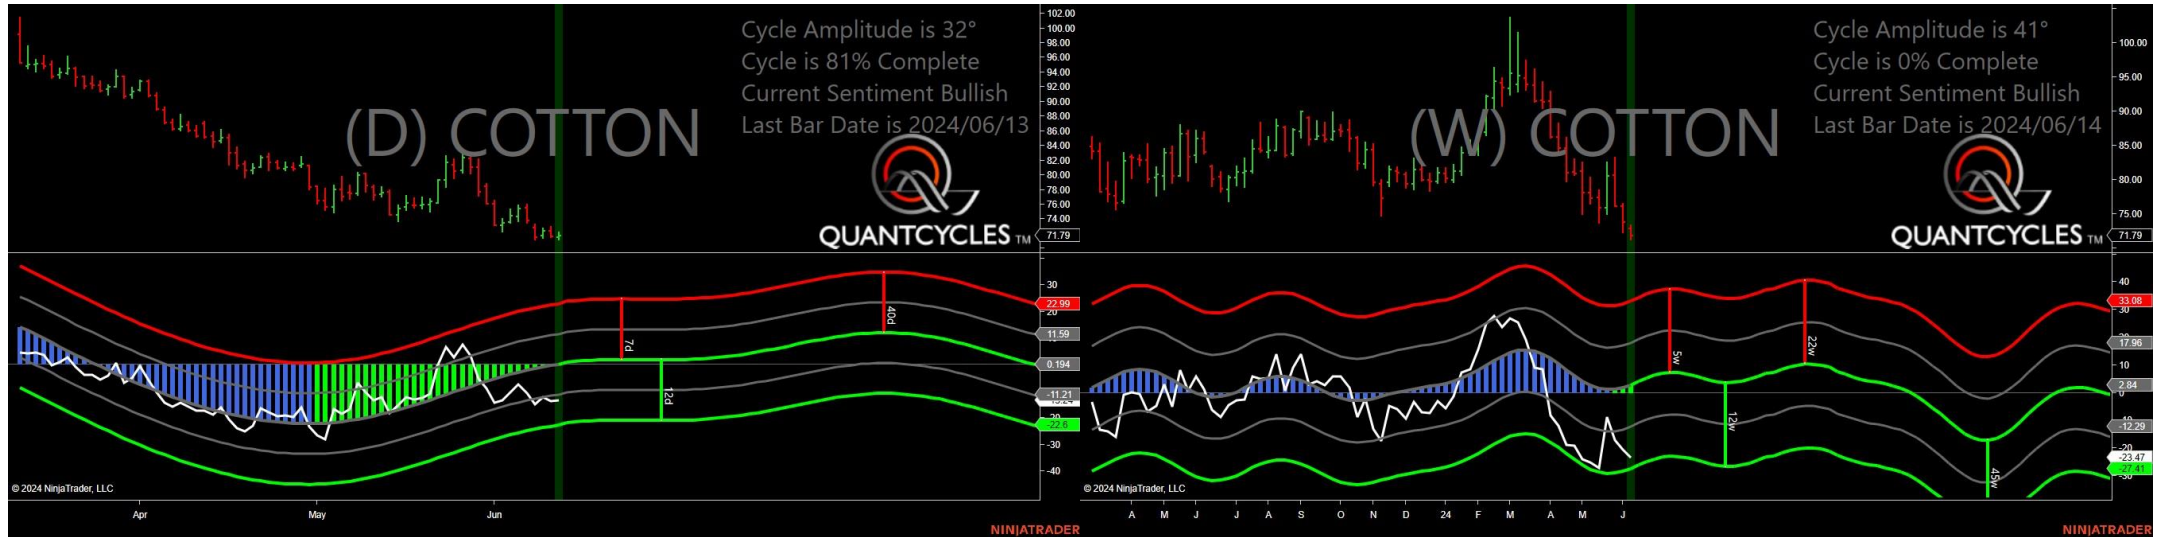 Cycle Amplitude is 32°
Cycle is 81% Complete
Current Sentiment Bullish
Last Bar Date is 2024/06/13
(D) COTTON
QUANTCYCLES TM
102.00
100.00
98.00
96.00
94.00
92.00
90.00
88.00
86.00
84.00
82.00
80.00
78.00
76.00
74.00
71.79
30
22.99
20
11.59
0.194
-11.21
-22.6
-30
-40
7d
12d
40d
© 2024 NinjaTrader, LLC
Apr
May
Jun
NINJATRADER
Cycle Amplitude is 41°
Cycle is 0% Complete
Current Sentiment Bullish
Last Bar Date is 2024/06/14
(W) COTTON
QUANTCYCLES TM
100.00
95.00
90.00
85.00
80.00
75.00
71.79
40
33.08
30
17.96
10
2.84
0
-12.29
-20
-23.47
-27.41
-30
5w
12w
22w
45w
© 2024 NinjaTrader, LLC
A M J J A S O N D 24 F M A M J
NINJATRADER